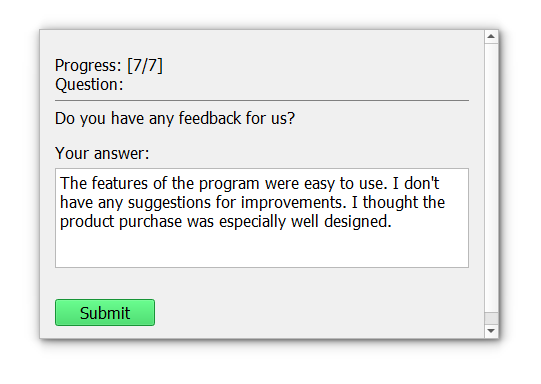 Progress: [7/7]
Question:
Do you have any feedback for us?
Your answer:
The features of the program were easy to use. I don't
have any suggestions for improvements. I thought the
product purchase was especially well designed.
Submit